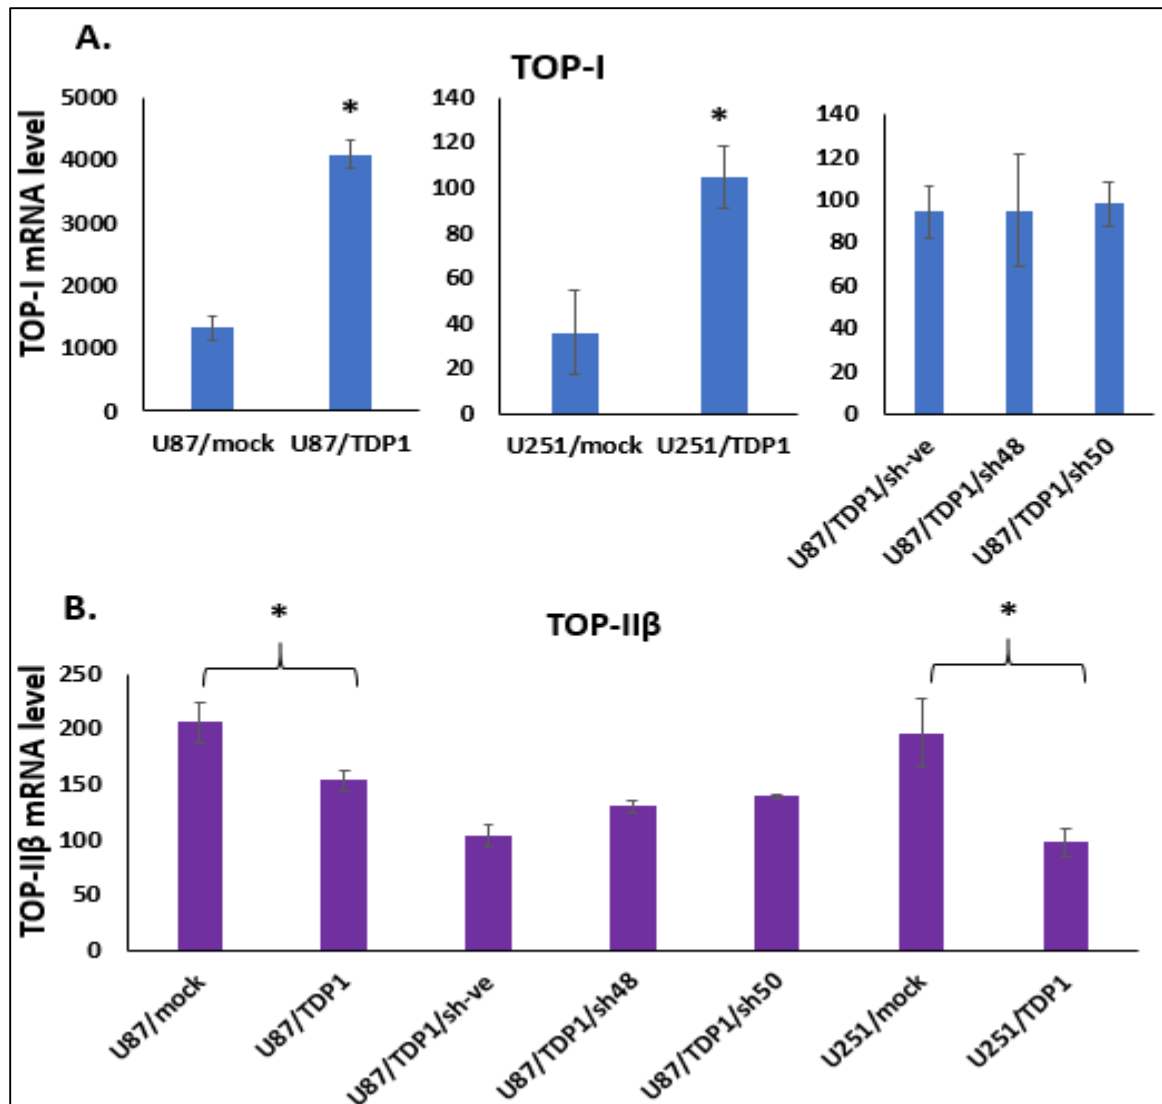 A.
TOP-I
TOP-I mRNA level
5000
4000
3000
2000
1000
0
*
U87/mock U87/TDP1
140
120
100
80
60
40
20
0
*
U251/mock U251/TDP1
140
120
100
80
60
40
20
0
U87/TDP1/sh-ve
U87/TDP1/sh48
U87/TDP1/sh50
B.
TOP-IIβ
TOP-IIβ mRNA level
*
*
250
200
150
100
50
0
U87/mock
U87/TDP1
U87/TDP1/sh-ve
U87/TDP1/sh48
U87/TDP1/sh50
U251/mock
U251/TDP1